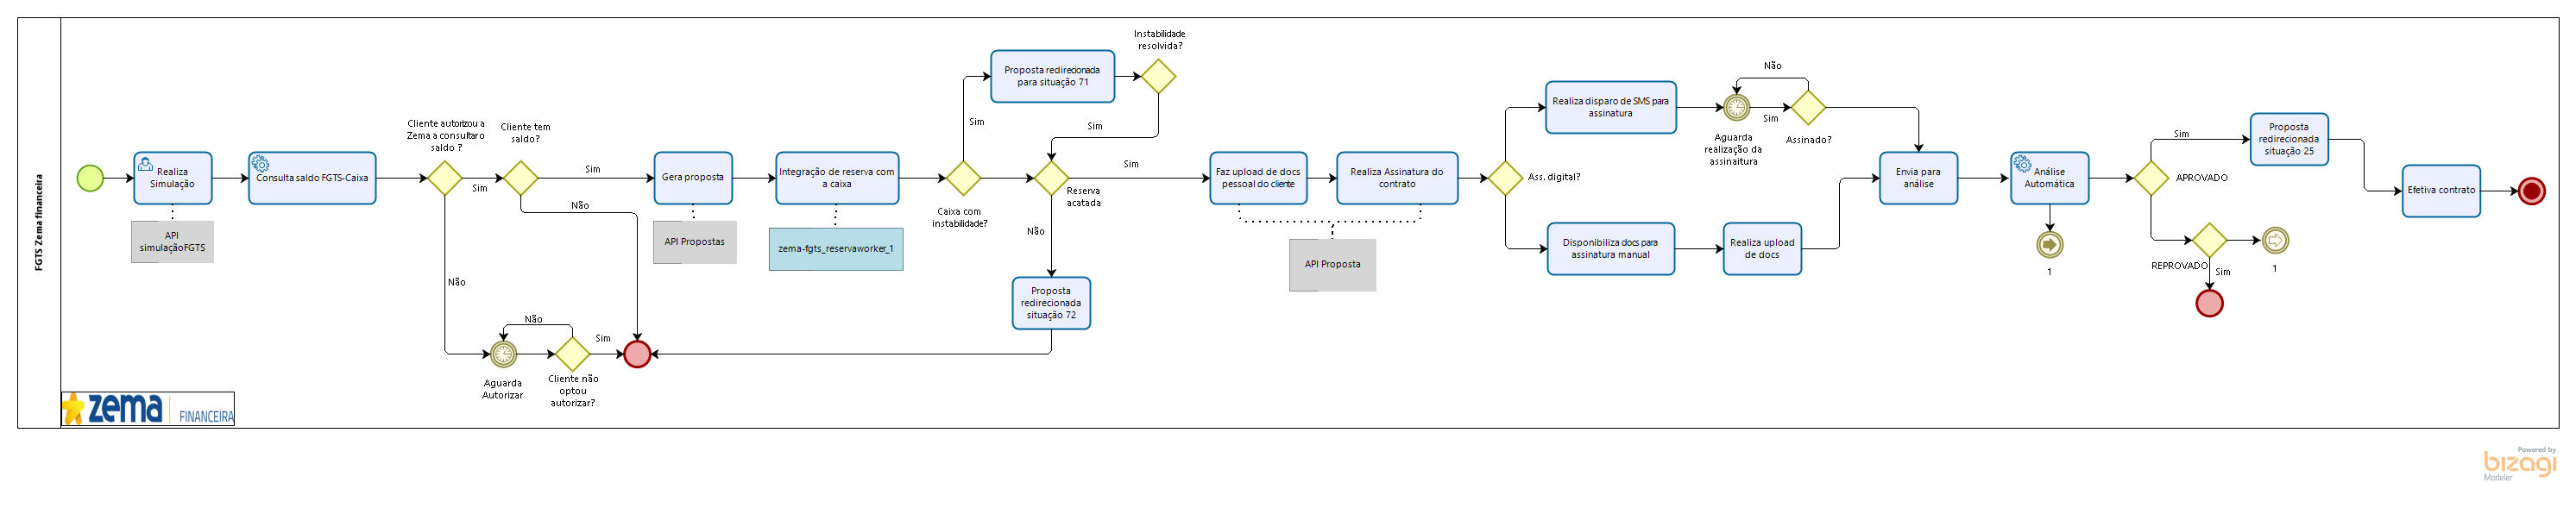 FGTS Zema financeira
Realiza
Simulação
API
simulaçãoFGTS
Consulta saldo FGTS-Caixa
Cliente autorizou a
Zema a consultar o
saldo ?
Sim
Não
Cliente tem
saldo?
Sim
Não
Aguarda
Autorizar
Não
Cliente não
optou
autorizar?
Sim
Gera proposta
API Propostas
Integração de reserva com
a caixa
zema-fgts_reservaworker_1
Caixa com
instabilidade?
Sim
Proposta redirecionada
para situação 71
Instabilidade
resolvida?
Sim
Reserva
acatada
Sim
Não
Proposta
redirecionada
situação 72
Faz upload de docs
pessoal do cliente
Realiza Assinatura do
contrato
API Proposta
Ass. digital?
Realiza disparo de SMS para
assinatura
Aguarda
realização da
assinaitura
Não
Sim
Assinado?
Disponibiliza docs para
assinatura manual
Realiza upload
de docs
Envia para
análise
Análise
Automática
1
Sim
APROVADO
REPROVADO
Sim
1
Proposta
redirecionada
situação 25
Efetiva contrato
zema
FINANCEIRA
Powered by
bizagi
Modeler